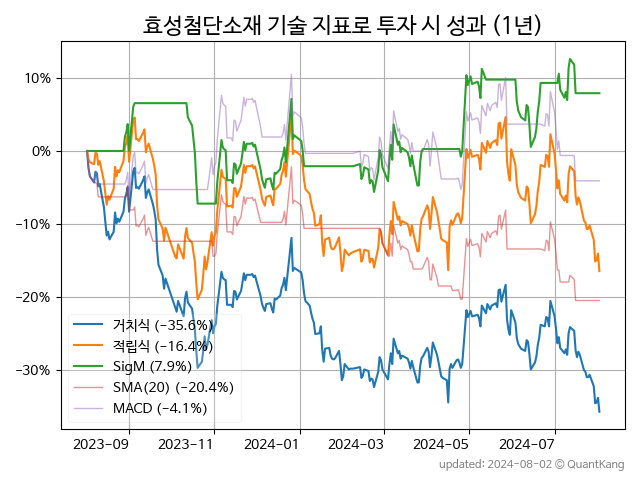 효성첨단소재 기술 지표로 투자 시 성과 (1년)
10%
0%
−10%
−20%
−30%
거치식 (−35.6%)
적립식 (−16.4%)
SigM (7.9%)
SMA(20) (−20.4%)
MACD (−4.1%)
2023-09
2023-11
2024-01
2024-03
2024-05
2024-07
updated: 2024-08-02 © QuantKang